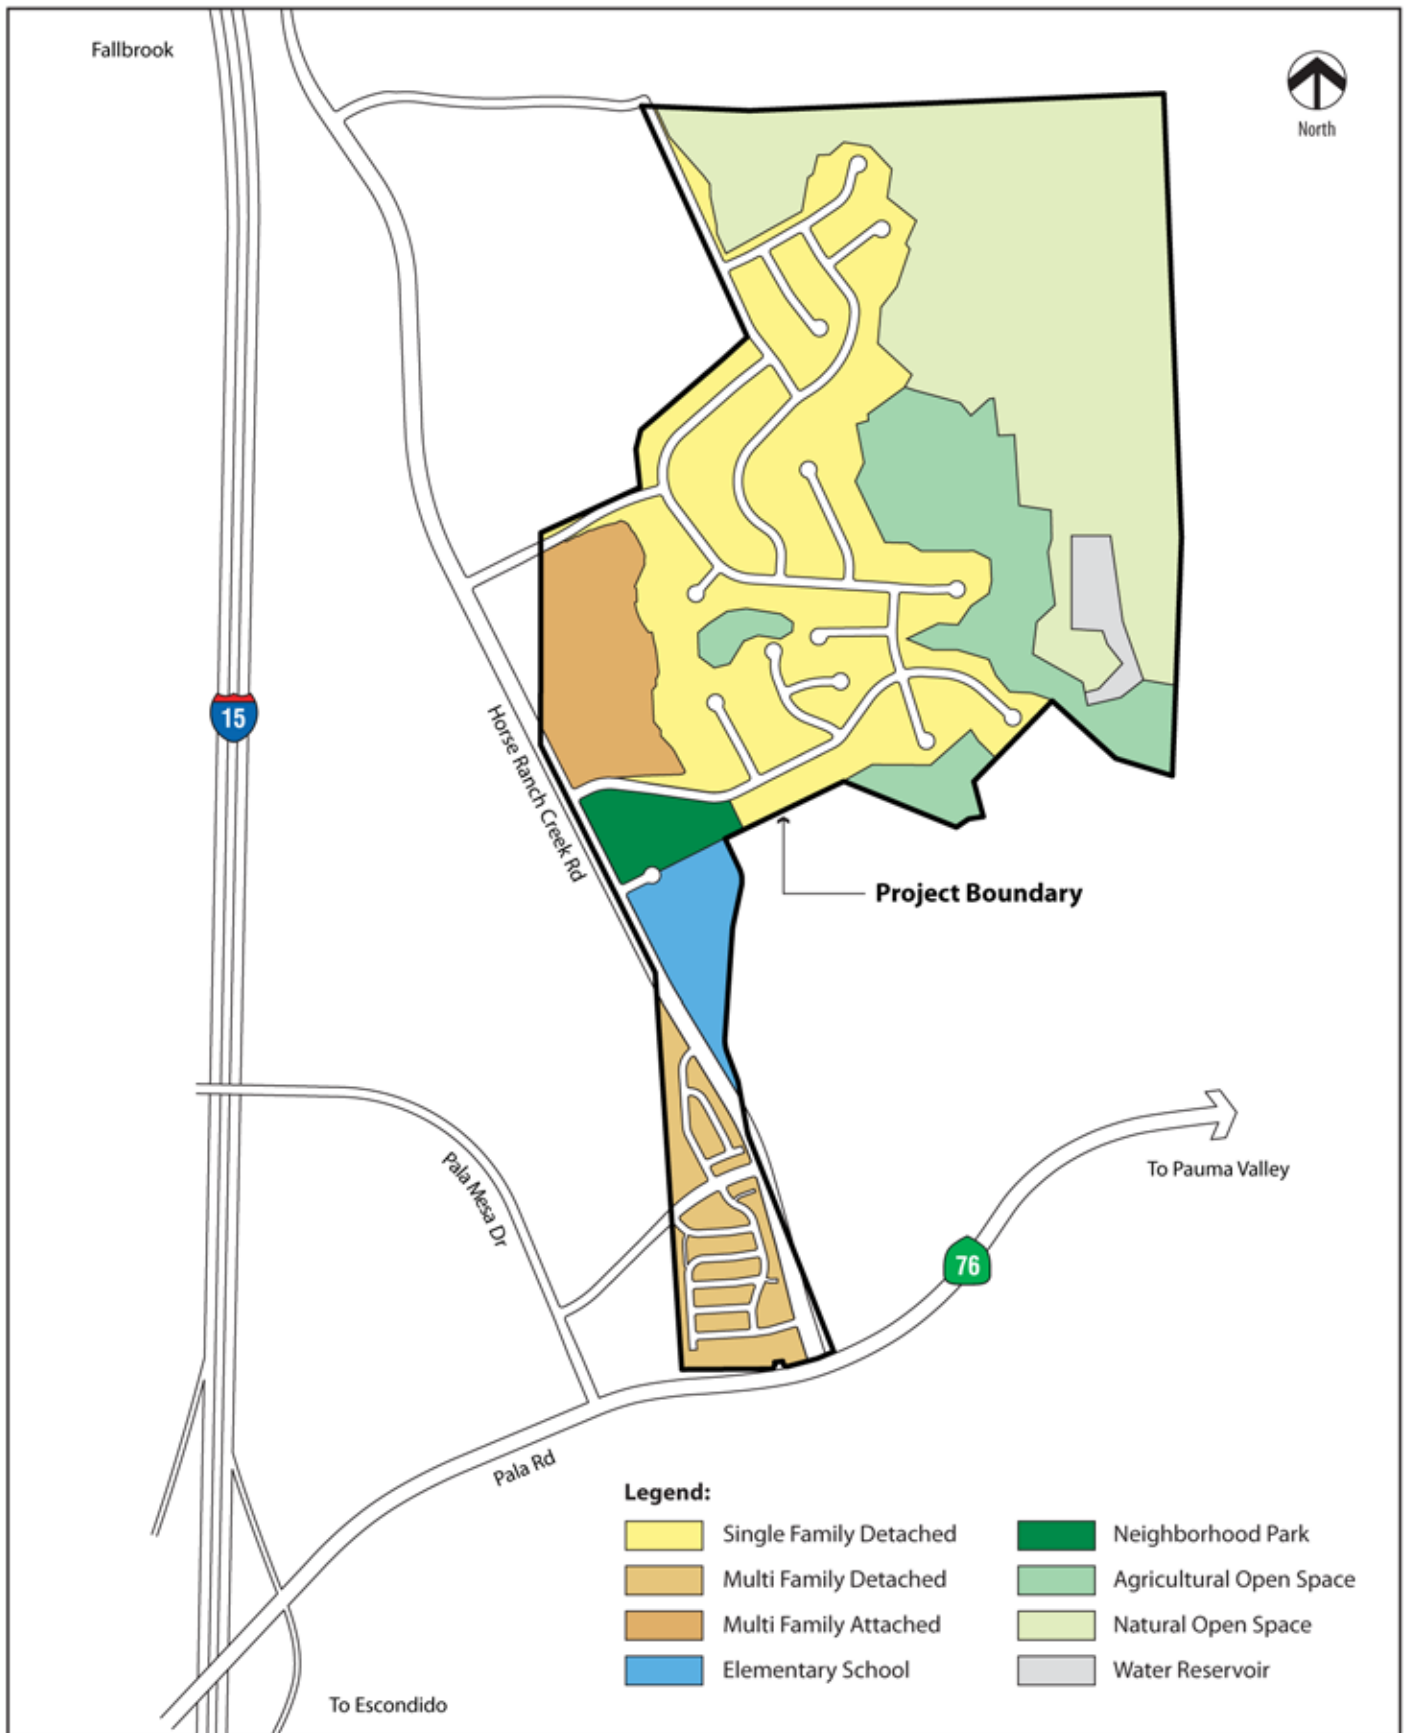 Fallbrook
North
15
Horse Ranch Creek Rd
Project Boundary
Pala Mesa Dr
To Pauma Valley
76
Pala Rd
Legend:
Single Family Detached
Multi Family Detached
Multi Family Attached
Elementary School
Neighborhood Park
Agricultural Open Space
Natural Open Space
Water Reservoir
To Escondido